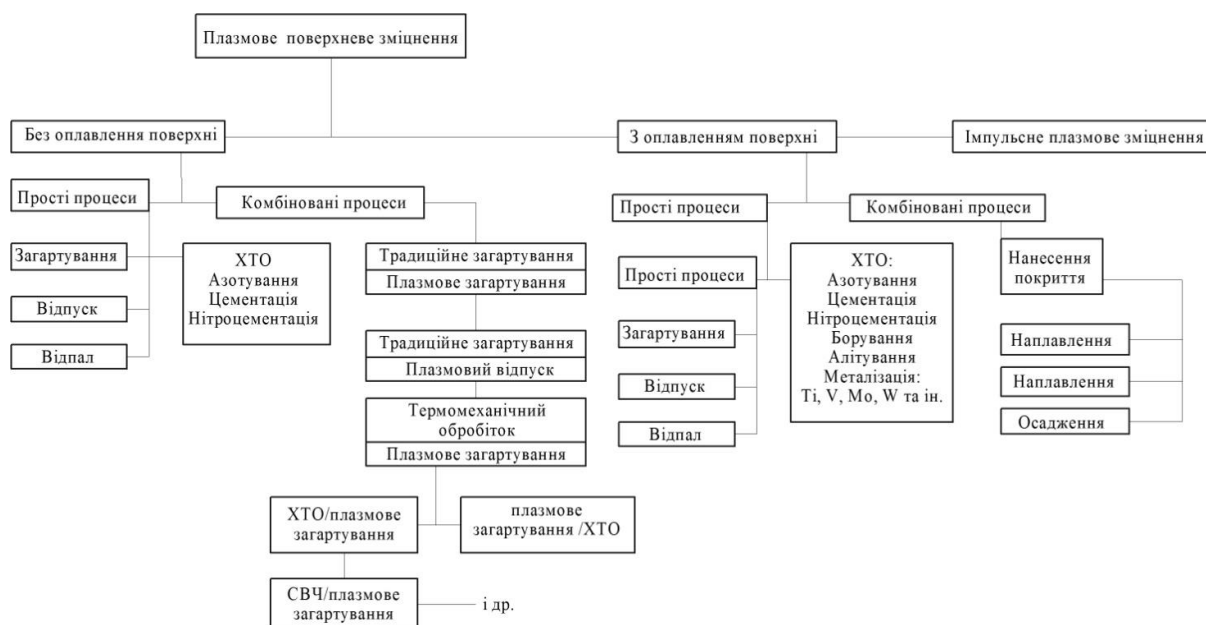 Плазмове поверхневе зміцнення
Без оплавлення поверхні
З оплавленням поверхні
Імпульсне плазмове зміцнення
Прості процеси
Комбіновані процеси
Загартування
Відпуск
Відпал
ХТО
Азотування
Цементація
Нітроцементація
Традиційне загартування
Плазмове загартування
Традиційне загартування
Плазмовий відпуск
Термомеханічний
обробіток
Плазмове загартування
ХТО/плазмове
загартування
плазмове
загартування /ХТО
СВЧ/плазмове
загартування
і др.
Прості процеси
Комбіновані процеси
Прості процеси
Загартування
Відпуск
Відпал
ХТО:
Азотування
Цементація
Нітроцементація
Борування
Алітування
Металізація:
Ti, V, Mo, W та ін.
Нанесення
покриття
Наплавлення
Наплавлення
Осадження